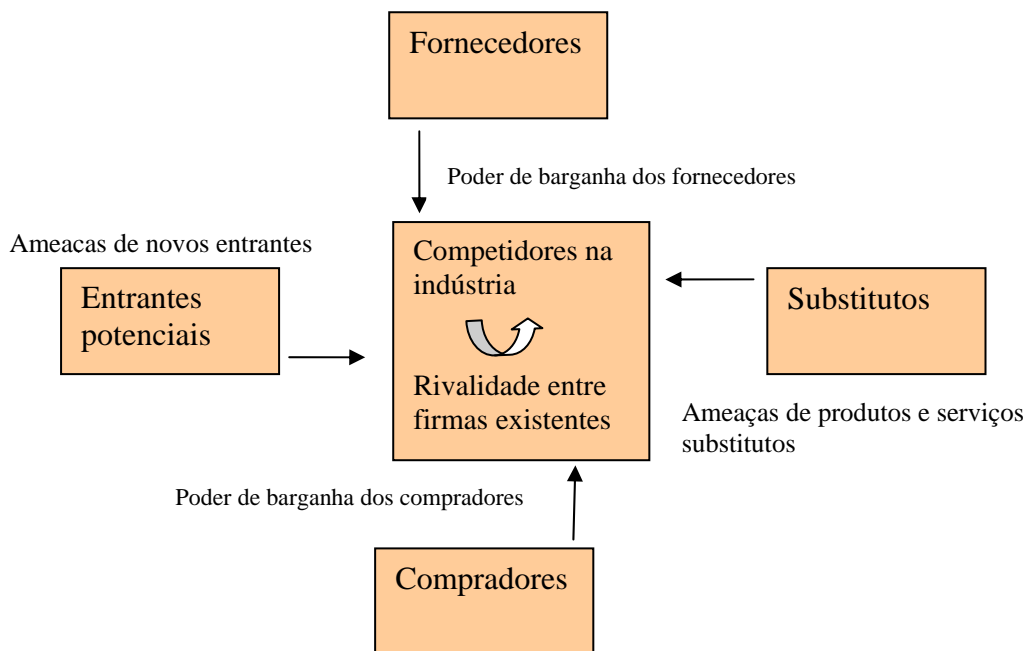 Fornecedores
Poder de barganha dos fornecedores
Ameacas de novos entrantes
Entrantes
potenciais
Competidores na
indústria
Rivalidade entre
firmas existentes
Substitutos
Ameaças de produtos e serviços
substitutos
Poder de barganha dos compradores
Compradores